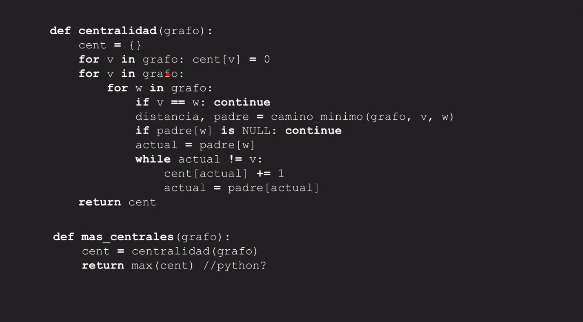 def centralidad(grafo):
    cent = {}
    for v in grafo: cent[v] = 0
    for v in grafo:
        for w in grafo:
            if v == w: continue
            distancia, padre = camino_minimo(grafo, v, w)
            if padre[w] is NULL: continue
            actual = padre[w]
            while actual != v:
                cent[actual] += 1
                actual = padre[actual]
    return cent
def mas_centrales(grafo):
    cent = centralidad(grafo)
    return max(cent) //python?